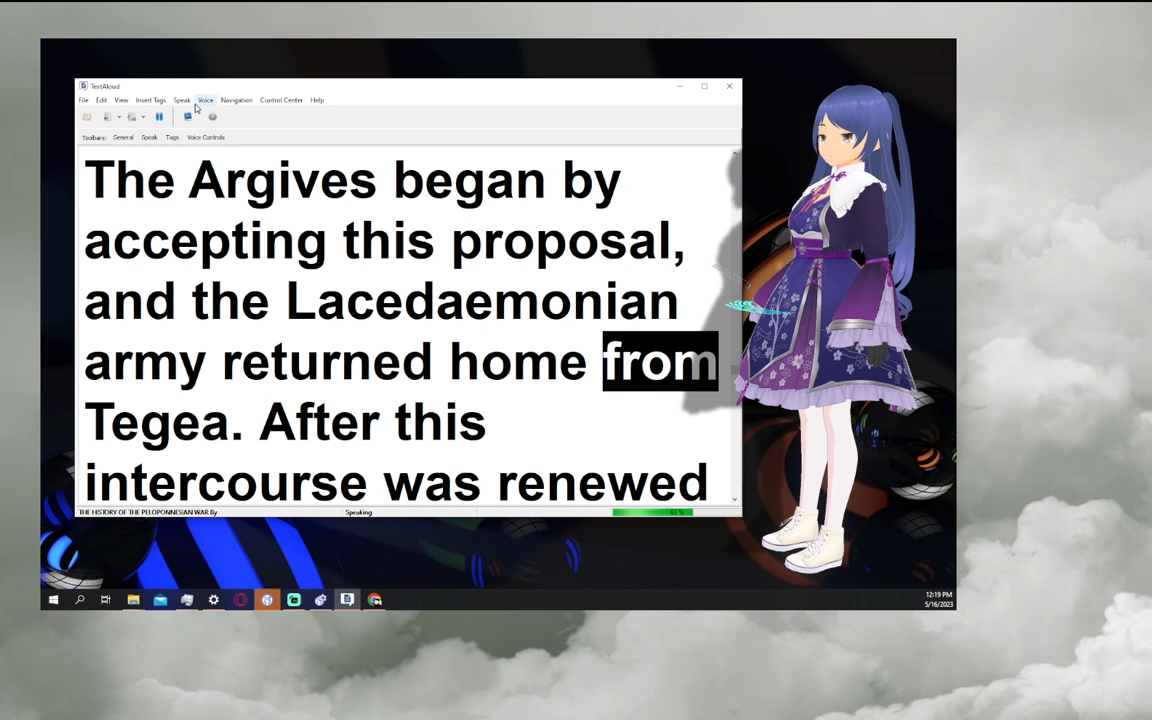 TextAloud
File Edit View Insert Tags Speak Voice Navigation Control Center Help
Toolbars: General Speak Tags Voice Controls
The Argives began by
accepting this proposal,
and the Lacedaemonian
army returned home from
Tegea. After this
intercourse was renewed
THE HISTORY OF THE PELOPONNESIAN WAR By Speaking 63 %
12:19 PM
5/16/2023